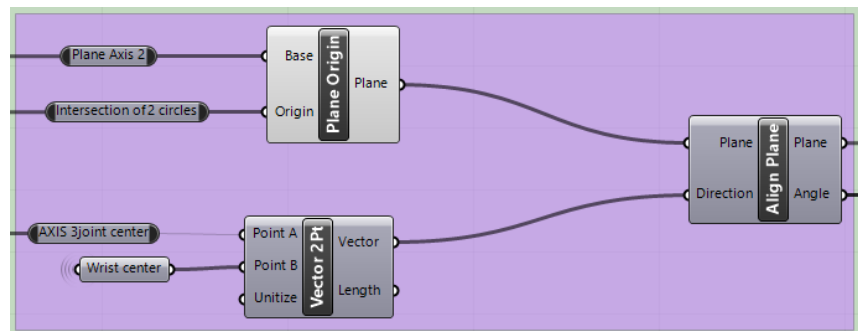 Plane Axis 2
Intersection of 2 circles
Base
Origin
Plane Origin
Plane
AXIS 3joint center
Wrist center
Point A
Point B
Unitize
Vector 2Pt
Vector
Length
Plane
Direction
Align Plane
Plane
Angle